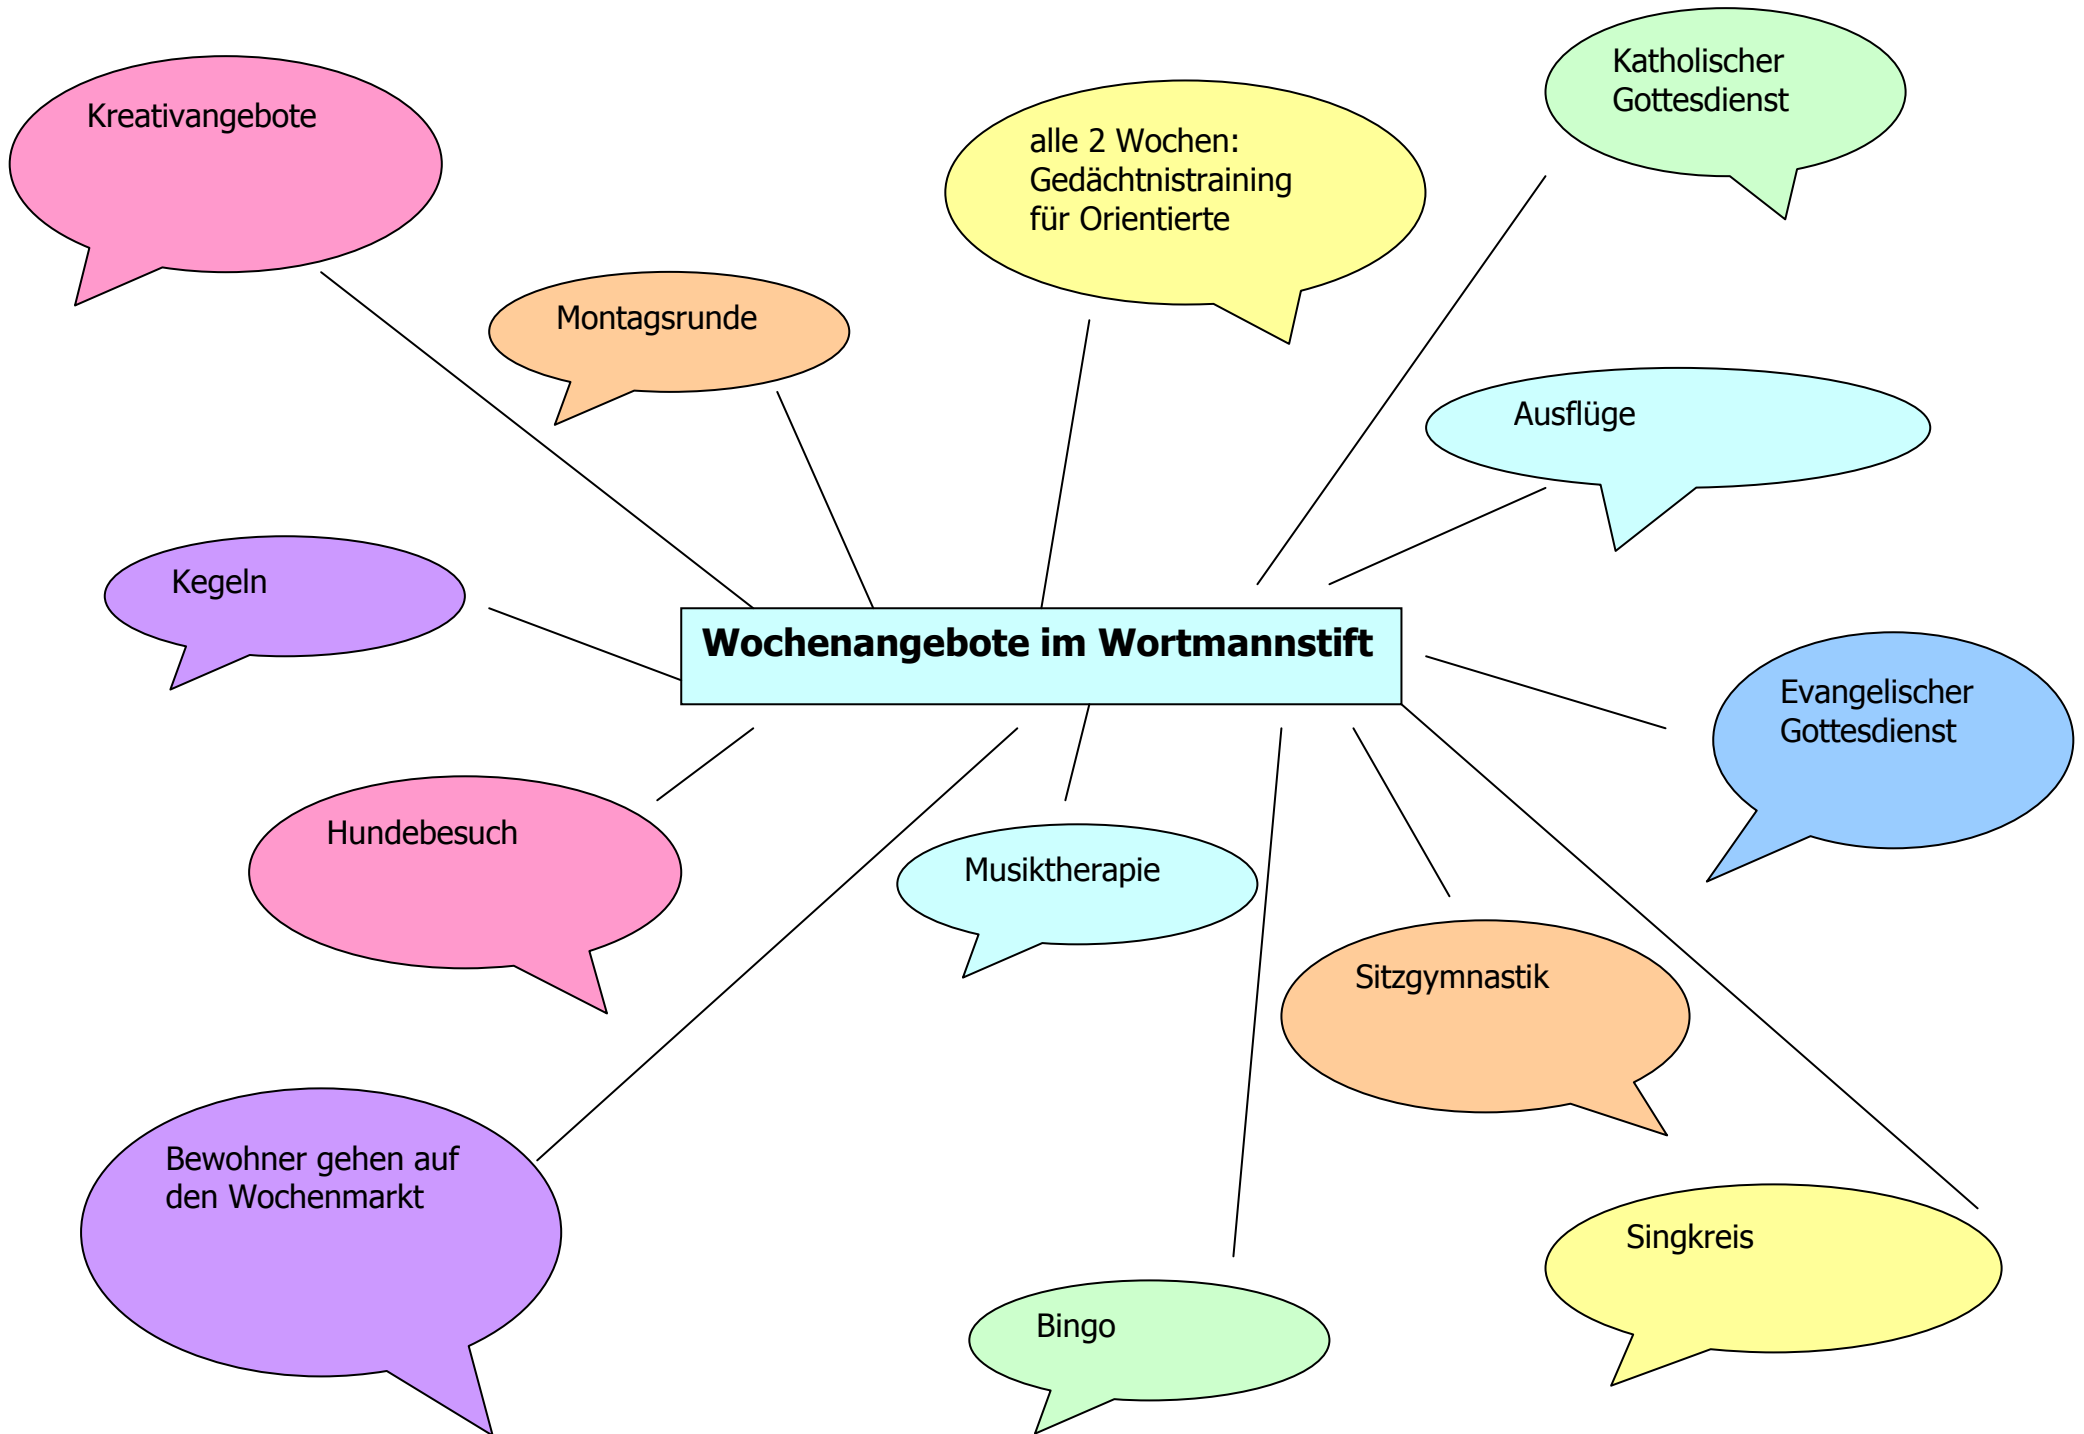 Katholischer
Gottesdienst
Kreativangebote
alle 2 Wochen:
Gedächtnistraining
für Orientierte
Montagsrunde
Ausflüge
Kegeln
Wochenangebote im Wortmannstift
Evangelischer
Gottesdienst
Hundebesuch
Musiktherapie
Sitzgymnastik
Bewohner gehen auf
den Wochenmarkt
Singkreis
Bingo